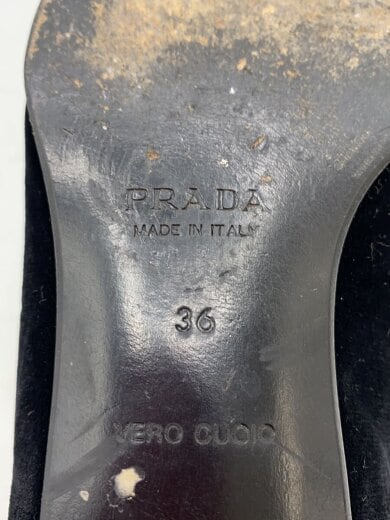 PRADA
MADE IN ITALY
36
VERO CUOIO